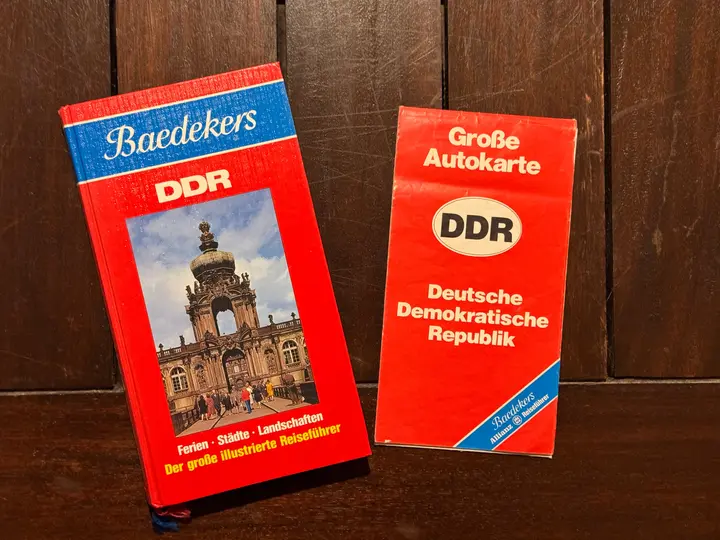 Baedekers
DDR
Ferien · Städte · Landschaften
Der große illustrierte Reiseführer
Große
Autokarte
DDR
Deutsche
Demokratische
Republik
Baedekers
Allianz Reiseführer